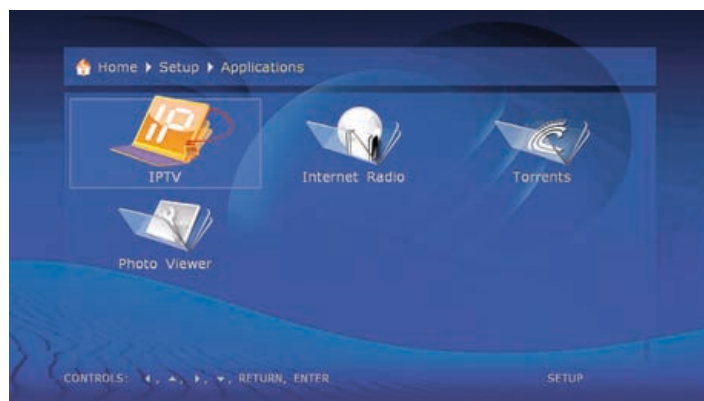 Home ▶ Setup ▶ Applications
IPTV
Internet Radio
Torrents
Photo Viewer
CONTROLS: ◀, ▲, ▶, ▼, RETURN, ENTER
SETUP